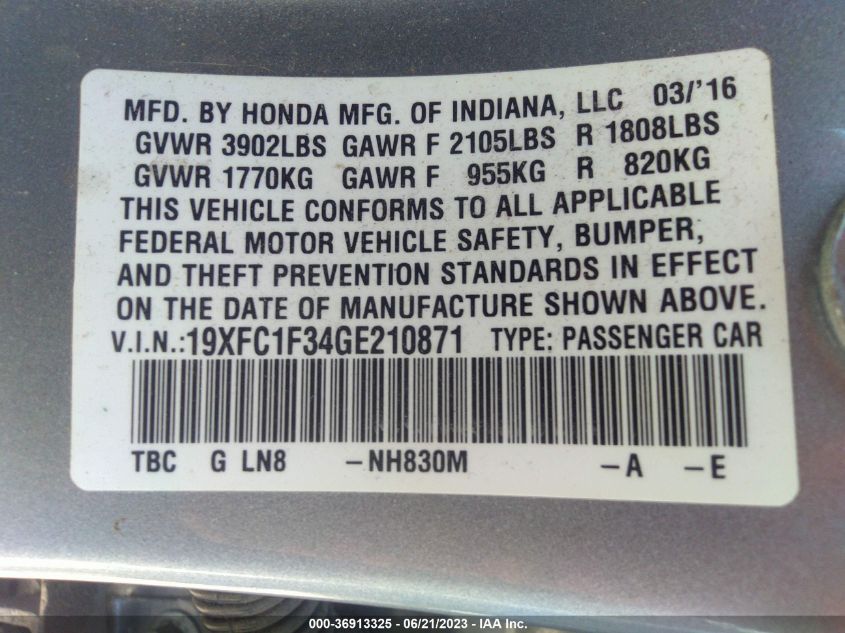 MFD. BY HONDA MFG. OF INDIANA, LLC 03/'16
GVWR 3902LBS GAWR F 2105LBS R 1808LBS
GVWR 1770KG GAWR F 955KG R 820KG
THIS VEHICLE CONFORMS TO ALL APPLICABLE
FEDERAL MOTOR VEHICLE SAFETY, BUMPER,
AND THEFT PREVENTION STANDARDS IN EFFECT
ON THE DATE OF MANUFACTURE SHOWN ABOVE.
V.I.N.:19XFC1F34GE210871 TYPE: PASSENGER CAR
TBC G LN8 –NH830M –A –E
000-36913325 - 06/21/2023 - IAA Inc.